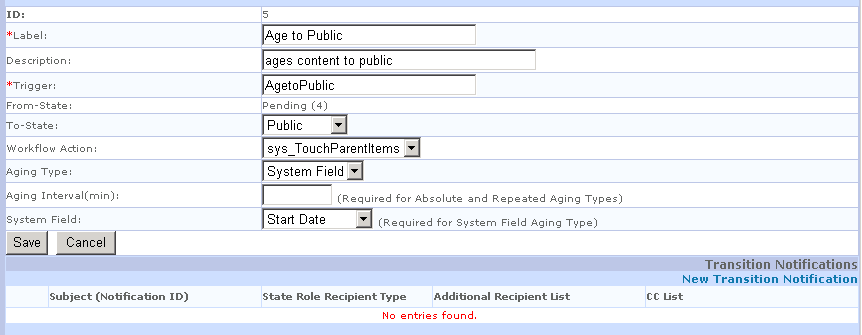 ID: 5
*Label: Age to Public
Description: ages content to public
*Trigger: AgetoPublic
From-State: Pending (4)
To-State: Public
Workflow Action: sys_TouchParentItems
Aging Type: System Field
Aging Interval(min): (Required for Absolute and Repeated Aging Types)
System Field: Start Date (Required for System Field Aging Type)
Save Cancel
Transition Notifications
New Transition Notification
Subject (Notification ID) State Role Recipient Type Additional Recipient List CC List
No entries found.